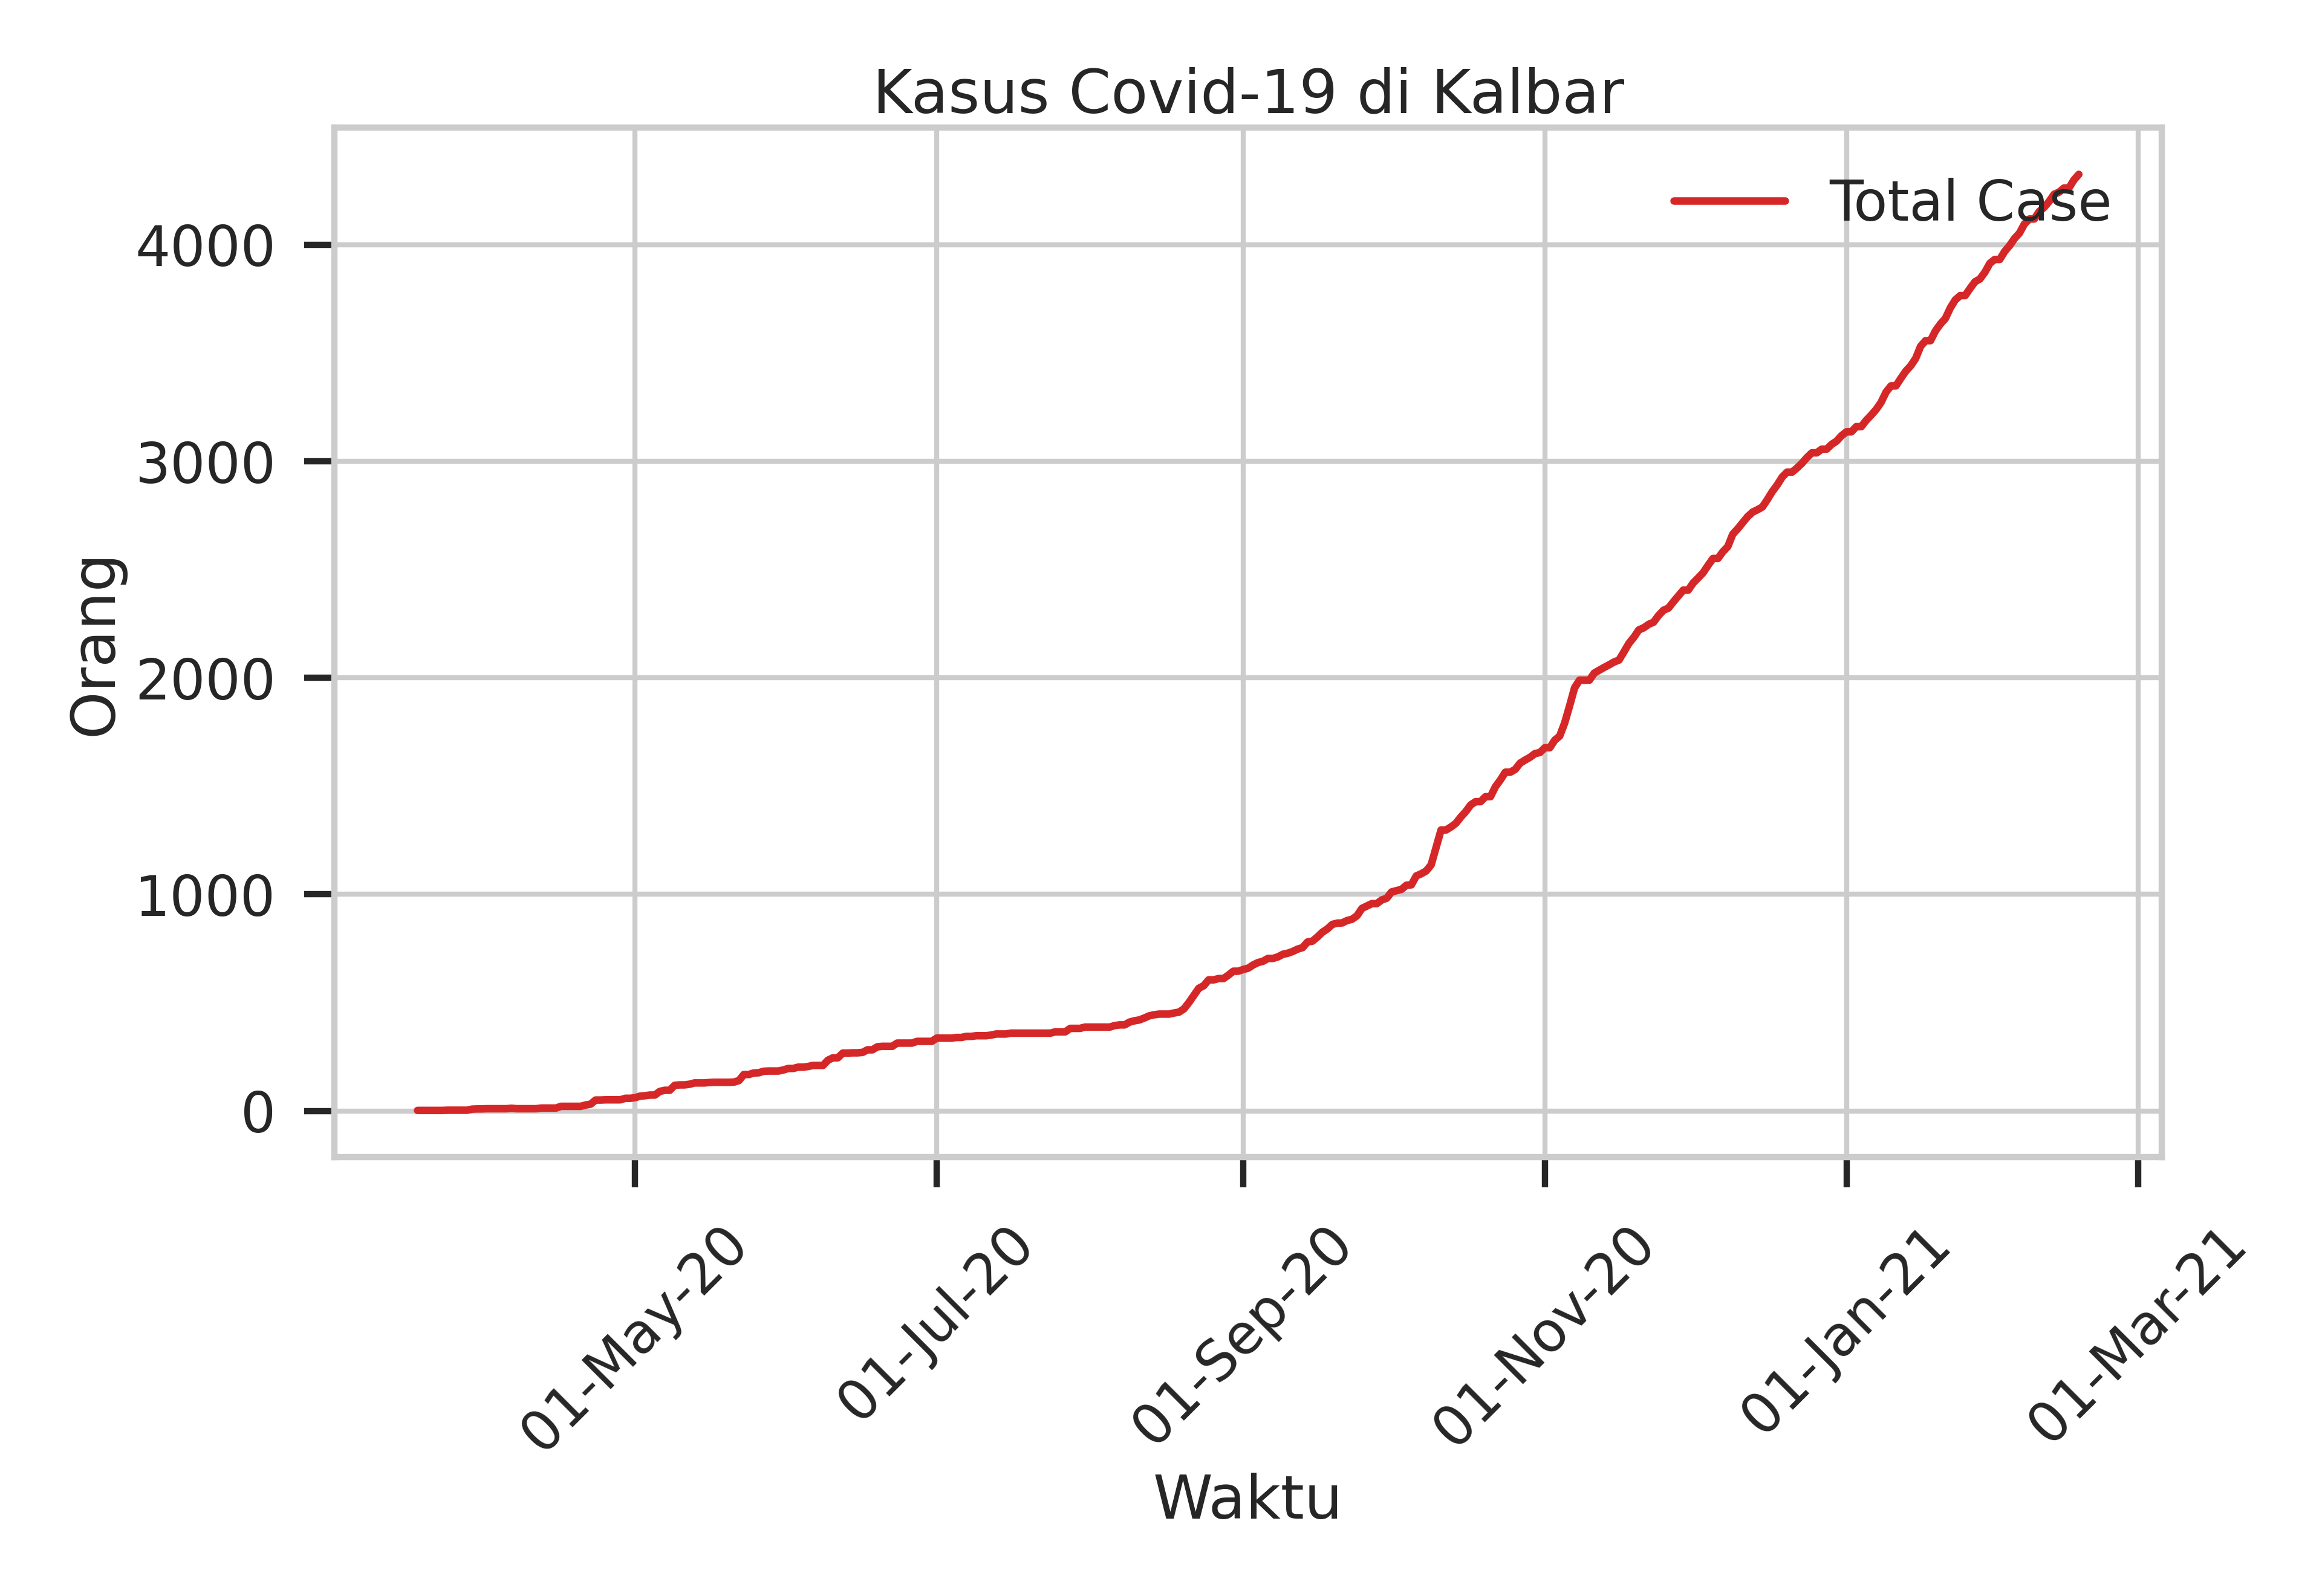 Kasus Covid-19 di Kalbar
Total Case
4000
3000
2000
1000
0
Orang
01-May-20
01-Jul-20
01-Sep-20
01-Nov-20
01-Jan-21
01-Mar-21
Waktu